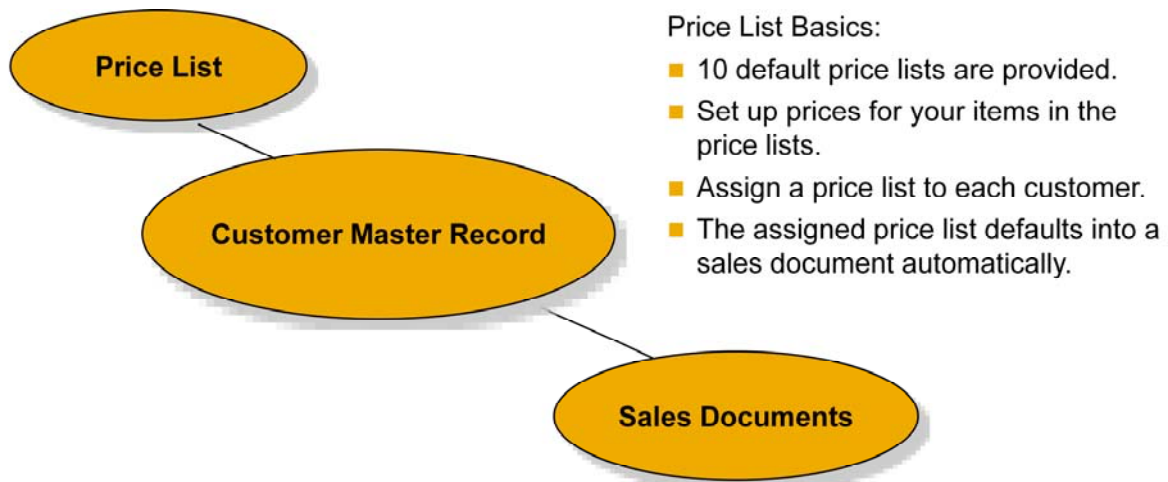 Price List
Customer Master Record
Sales Documents
Price List Basics:
■ 10 default price lists are provided.
■ Set up prices for your items in the
price lists.
■ Assign a price list to each customer.
■ The assigned price list defaults into a
sales document automatically.